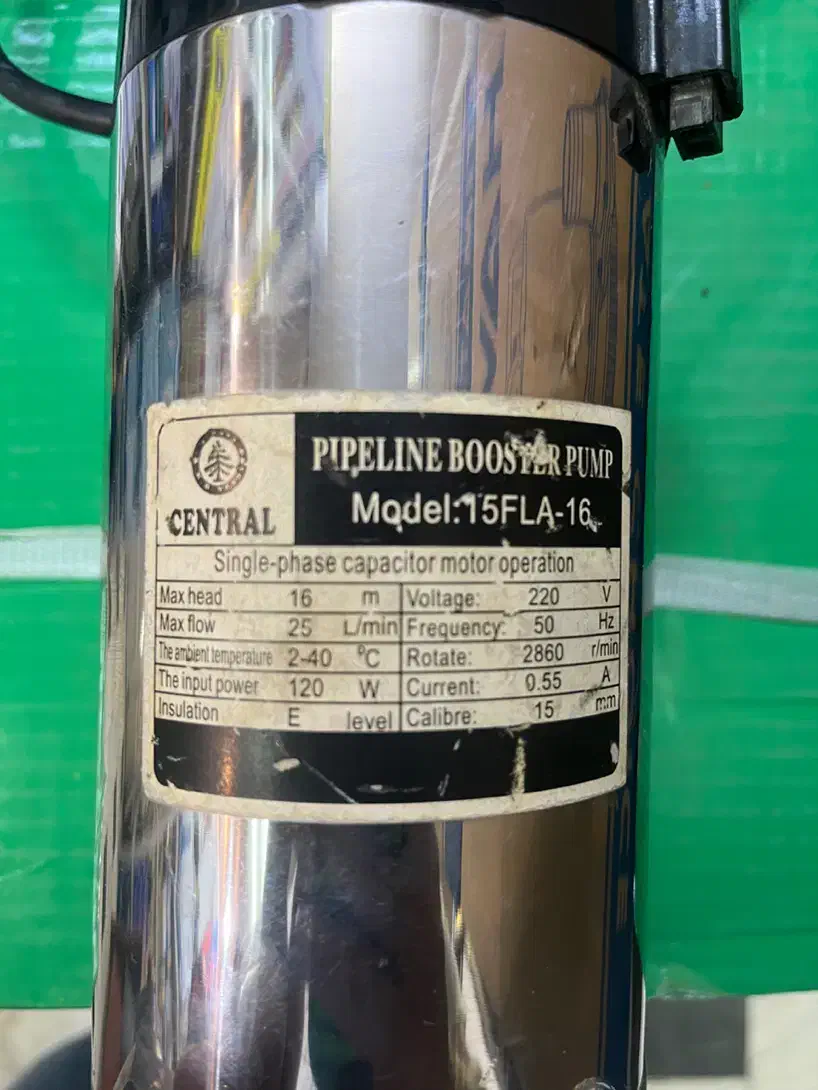 CENTRAL
PIPELINE BOOSTER PUMP
Model:15FLA-16
Single-phase capacitor motor operation
Max head 16 m Voltage: 220 V
Max flow 25 L/min Frequency: 50 Hz
The ambient temperature 2-40 ⁰C Rotate: 2860 r/min
The input power 120 W Current: 0.55 A
Insulation E level Calibre: 15 mm